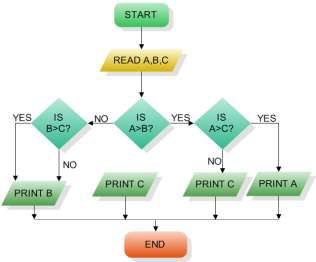 START
READ A,B,C
IS
B>C?
IS
A>B?
IS
A>C?
YES
NO
YES
YES
NO
NO
PRINT B
PRINT C
PRINT C
PRINT A
END